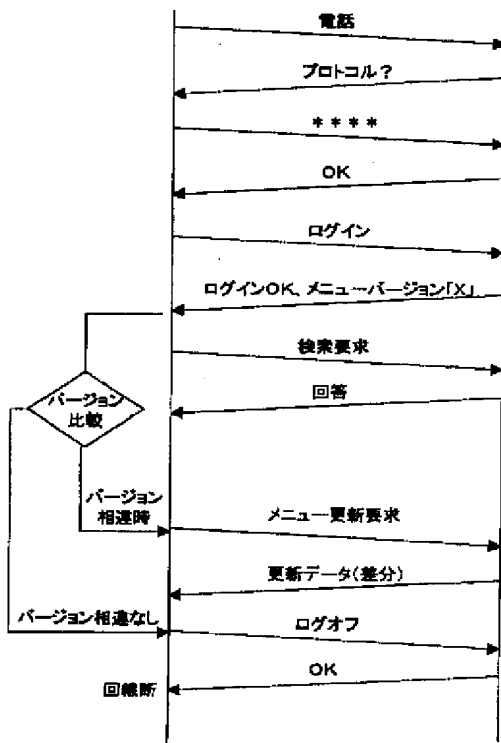 電話
プロトコル？
＊＊＊＊
OK
ログイン
ログインOK、メニューバージョン「X」
検索要求
回答
バージョン
比較
バージョン
相違時
メニュー更新要求
更新データ（差分）
バージョン相違なし
ログオフ
OK
回線断